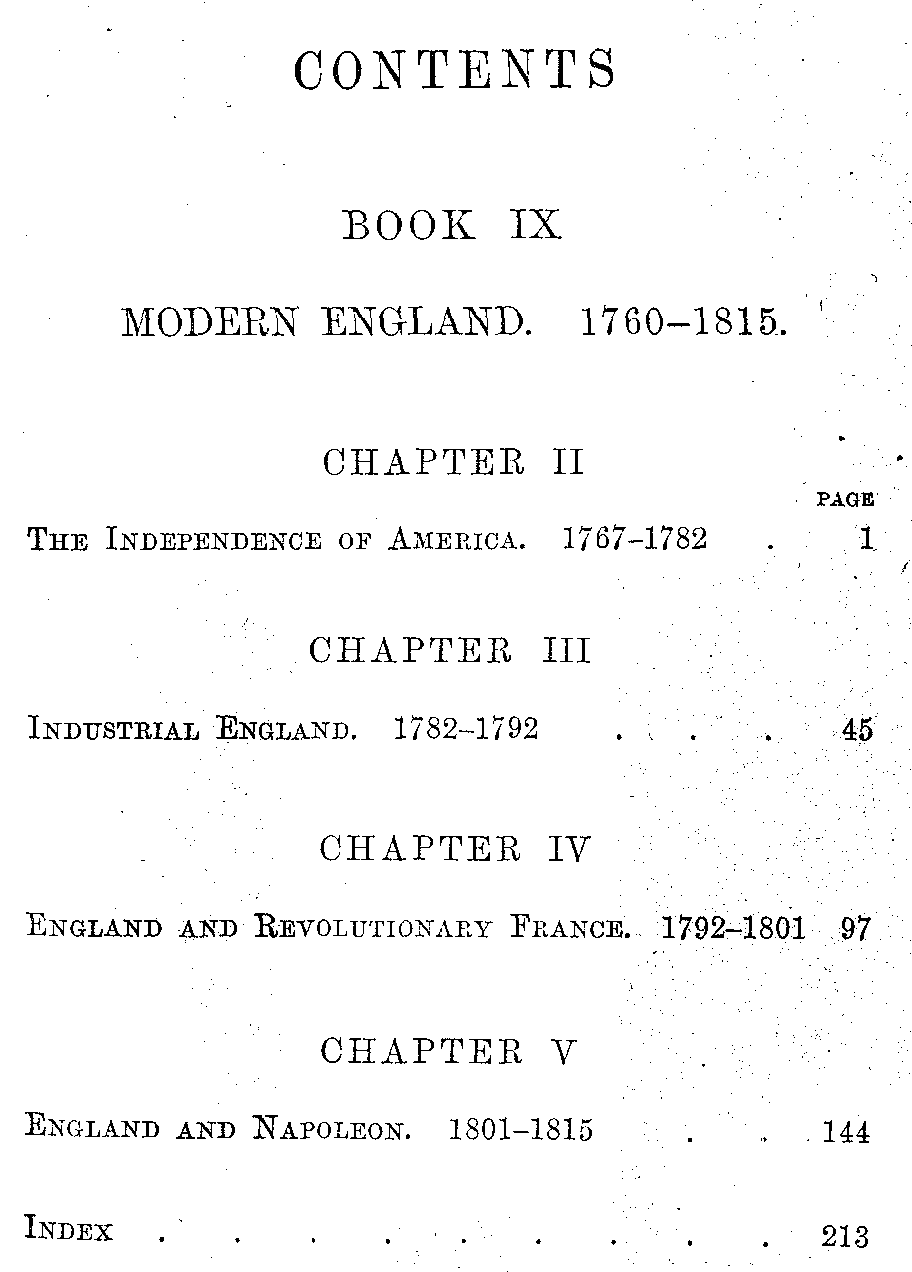 CONTENTS
BOOK IX
MODERN ENGLAND. 1760–1815.
CHAPTER II
PAGE
THE INDEPENDENCE OF AMERICA. 1767–1782 . 1
CHAPTER III
INDUSTRIAL ENGLAND. 1782–1792 . . . 45
CHAPTER IV
ENGLAND AND REVOLUTIONARY FRANCE. 1792–1801 97
CHAPTER V
ENGLAND AND NAPOLEON. 1801–1815 . . . 144
INDEX . . . . . . . . . 213